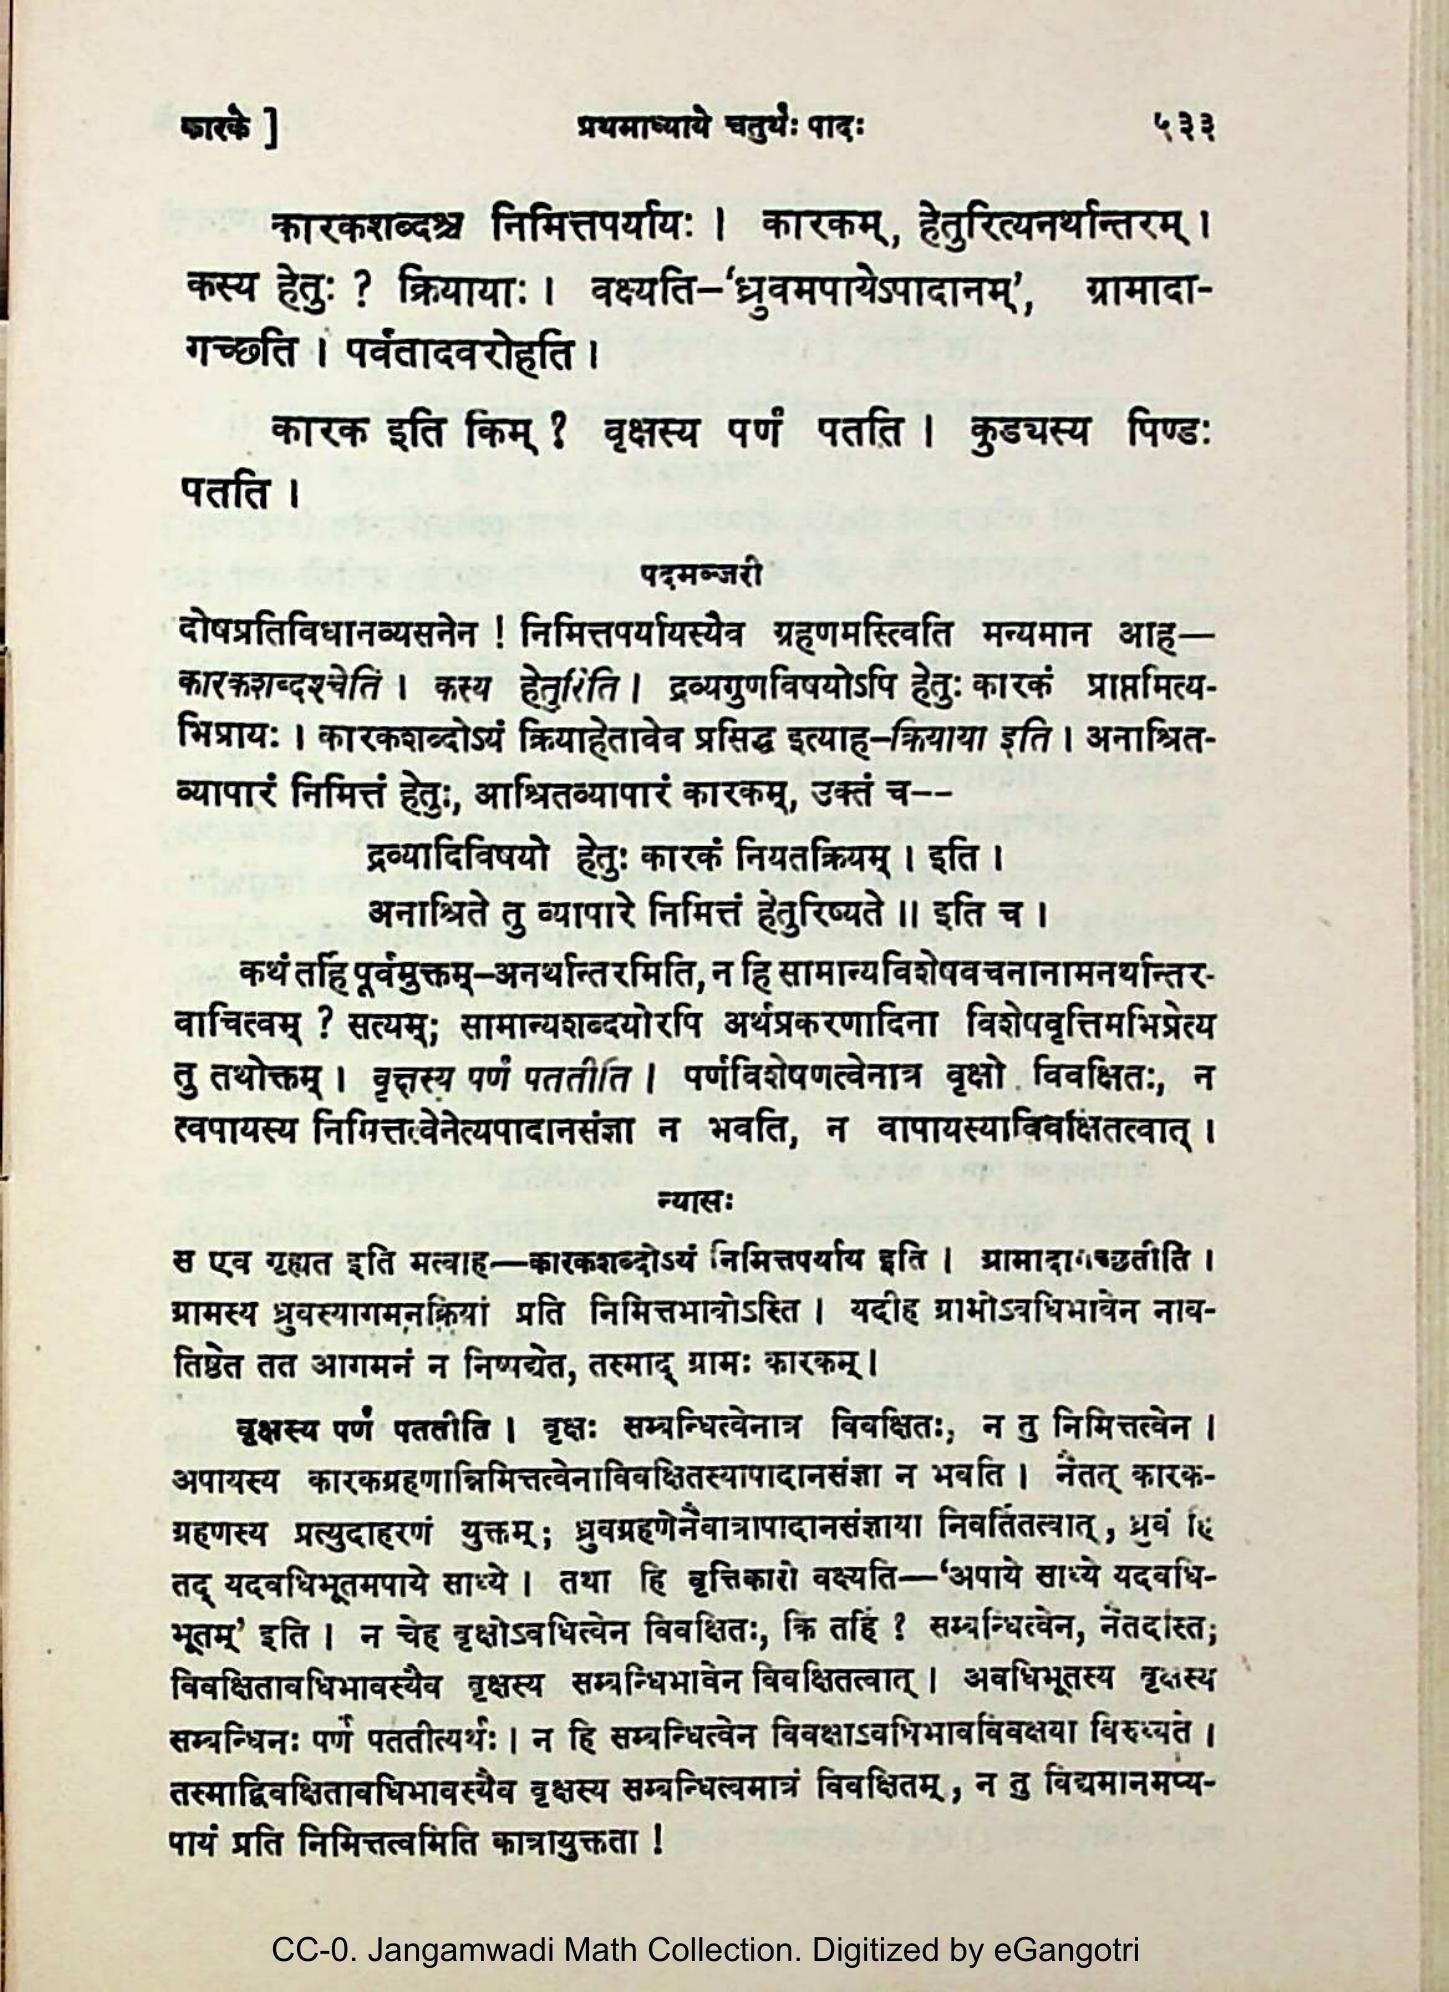 कारके ]
प्रथमाध्याये चतुर्थः पादः
५३३
कारकशब्दश्च निमित्तपर्यायः । कारकम्, हेतुरित्यनर्थान्तरम् ।
कस्य हेतुः ? क्रियायाः । वक्ष्यति–‘ध्रुवमपायेऽपादानम्’, ग्रामादा-
गच्छति । पर्वतादवरोहति ।
कारक इति किम् ? वृक्षस्य पर्णं पतति । कुड्यस्य पिण्डः
पतति ।
पदमञ्जरी
दोषप्रतिविधानव्यसनेन ! निमित्तपर्यायस्यैव ग्रहणमस्त्विति मन्यमान आह—
कारकशब्दश्चेति । कस्य हेतुरिति । द्रव्यगुणविषयोऽपि हेतुः कारकं प्राप्तमित्य-
भिप्रायः । कारकशब्दोऽयं क्रियाहेतावेव प्रसिद्ध इत्याह–क्रियाया इति । अनाश्रित-
व्यापारं निमित्तं हेतुः, आश्रितव्यापारं कारकम्, उक्तं च--
द्रव्यादिविषयो हेतुः कारकं नियतक्रियम् । इति ।
अनाश्रिते तु व्यापारे निमित्तं हेतुरिष्यते ॥ इति च ।
कथं तर्हि पूर्वमुक्तम्–अनर्थान्तरमिति, न हि सामान्यविशेषवचनानामनर्थान्तर-
वाचित्वम् ? सत्यम्; सामान्यशब्दयोरपि अर्थप्रकरणादिना विशेषवृत्तिमभिप्रेत्य
तु तथोक्तम् । वृक्षस्य पर्णं पततीति । पर्णविशेषणत्वेनात्र वृक्षो विवक्षितः, न
त्वपायस्य निमित्तत्वेनेत्यपादानसंज्ञा न भवति, न वापायस्याविवक्षितत्वात् ।
न्यासः
स एव गृह्यत इति मत्वाह—कारकशब्दोऽयं निमित्तपर्याय इति । ग्रामादागच्छतीति ।
ग्रामस्य ध्रुवस्यागमनक्रियां प्रति निमित्तभावोऽस्ति । यदीह ग्रामोऽवधिभावेन नाव-
तिष्ठेत तत आगमनं न निष्पद्येत, तस्माद् ग्रामः कारकम् ।
वृक्षस्य पर्णं पततीति । वृक्षः सम्बन्धित्वेनात्र विवक्षितः, न तु निमित्तत्वेन ।
अपायस्य कारकग्रहणान्निमित्तत्वेनाविवक्षितस्यापादानसंज्ञा न भवति । नैतत् कारक-
ग्रहणस्य प्रत्युदाहरणं युक्तम्; ध्रुवग्रहणेनैवात्रापादानसंज्ञाया निवर्तितत्वात्, ध्रुवं हि
तद् यदवधिभूतमपाये साध्ये । तथा हि वृत्तिकारो वक्ष्यति—‘अपाये साध्ये यदवधि-
भूतम्’ इति । न चेह वृक्षोऽवधित्वेन विवक्षितः, किं तर्हि ? सम्बन्धित्वेन, नैतदस्ति;
विवक्षितावधिभावस्यैव वृक्षस्य सम्बन्धिभावेन विवक्षितत्वात् । अवधिभूतस्य वृक्षस्य
सम्बन्धिनः पर्णं पततीत्यर्थः । न हि सम्बन्धित्वेन विवक्षाऽवधिभावविवक्षया विरुध्यते ।
तस्माद्विवक्षितावधिभावस्यैव वृक्षस्य सम्बन्धित्वमात्रं विवक्षितम्, न तु विद्यमानमप्य-
पायं प्रति निमित्तत्वमिति कात्रायुक्तता !
CC-0. Jangamwadi Math Collection. Digitized by eGangotri